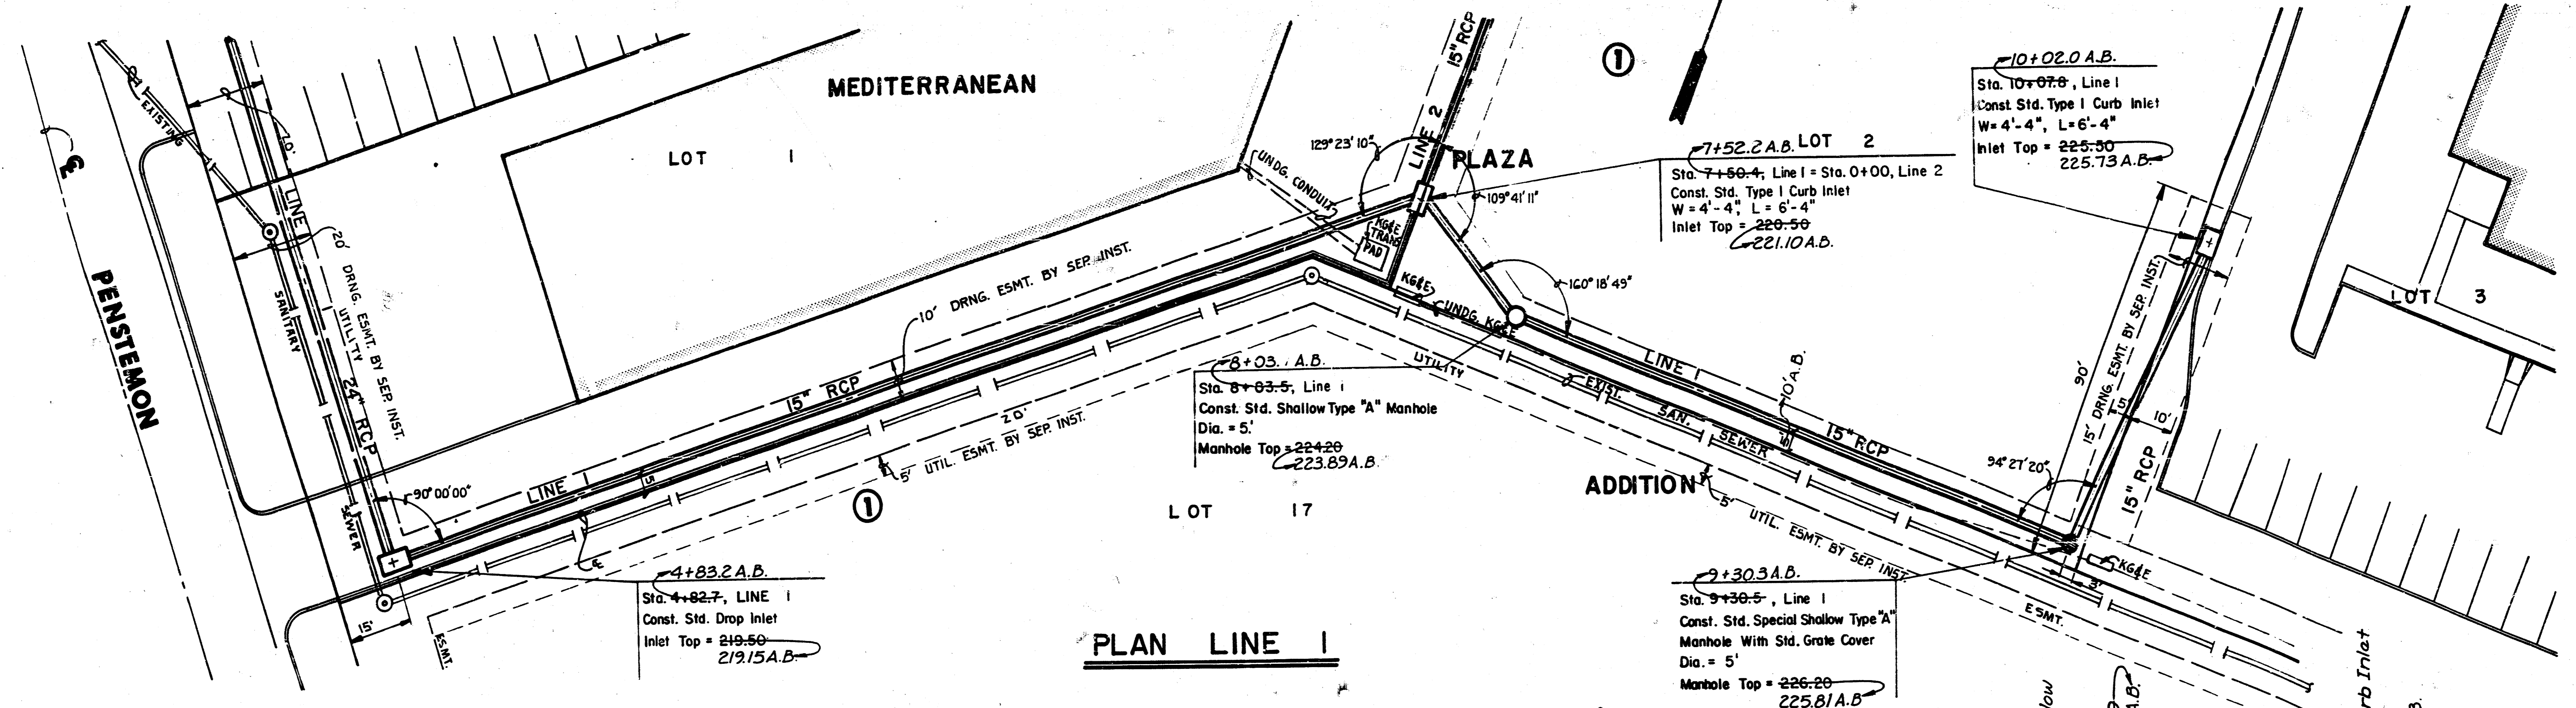 MEDITERRANEAN
PLAZA
ADDITION
PENSTEMON
℄
EXISTING
20'
LINE
20' DRNG. ESMT. BY SEP. INST.
UTILITY
SANITARY
SEWER
24" RCP
90°00'00"
15'
ESMT.
LOT 1
1
LINE 1
15" RCP
10' DRNG. ESMT. BY SEP. INST.
5'
℄
20'
5' UTIL. ESMT. BY SEP. INST.
4+83.2 A.B.
Sta. 4+82.7, LINE 1
Const. Std. Drop Inlet
Inlet Top = 219.50
219.15 A.B.
PLAN LINE 1
LOT 17
UNDG. CONDUIT
129°23'10"
LINE 2
15" RCP
KG&E
TRANS
PAD
109°41'11"
160°18'49"
KG&E
UNDG. KG&E
UTILITY
8+03. A.B.
Sta. 8+03.5, Line 1
Const. Std. Shallow Type "A" Manhole
Dia. = 5.'
Manhole Top = 224.20
223.89 A.B.
1
7+52.2 A.B.
LOT 2
Sta. 7+50.4, Line 1 = Sta. 0+00, Line 2
Const. Std. Type 1 Curb Inlet
W = 4'-4", L = 6'-4"
Inlet Top = 220.50
221.10 A.B.
10+02.0 A.B.
Sta. 10+07.8, Line 1
Const. Std. Type 1 Curb Inlet
W= 4'-4", L= 6'-4"
Inlet Top = 225.50
225.73 A.B.
LINE 1
EXIST.
SAN.
SEWER
10' A.B.
15" RCP
5' UTIL. ESMT. BY SEP. INST.
94°27'20"
90'
15' DRNG. ESMT. BY SEP. INST.
5'
10'
15" RCP
LOT 3
KG&E
3'
ESMT.
9+30.3 A.B.
Sta. 9+30.5, Line 1
Const. Std. Special Shallow Type "A"
Manhole With Std. Grate Cover
Dia. = 5'
Manhole Top = 226.20
225.81 A.B
A.B.
rb Inlet